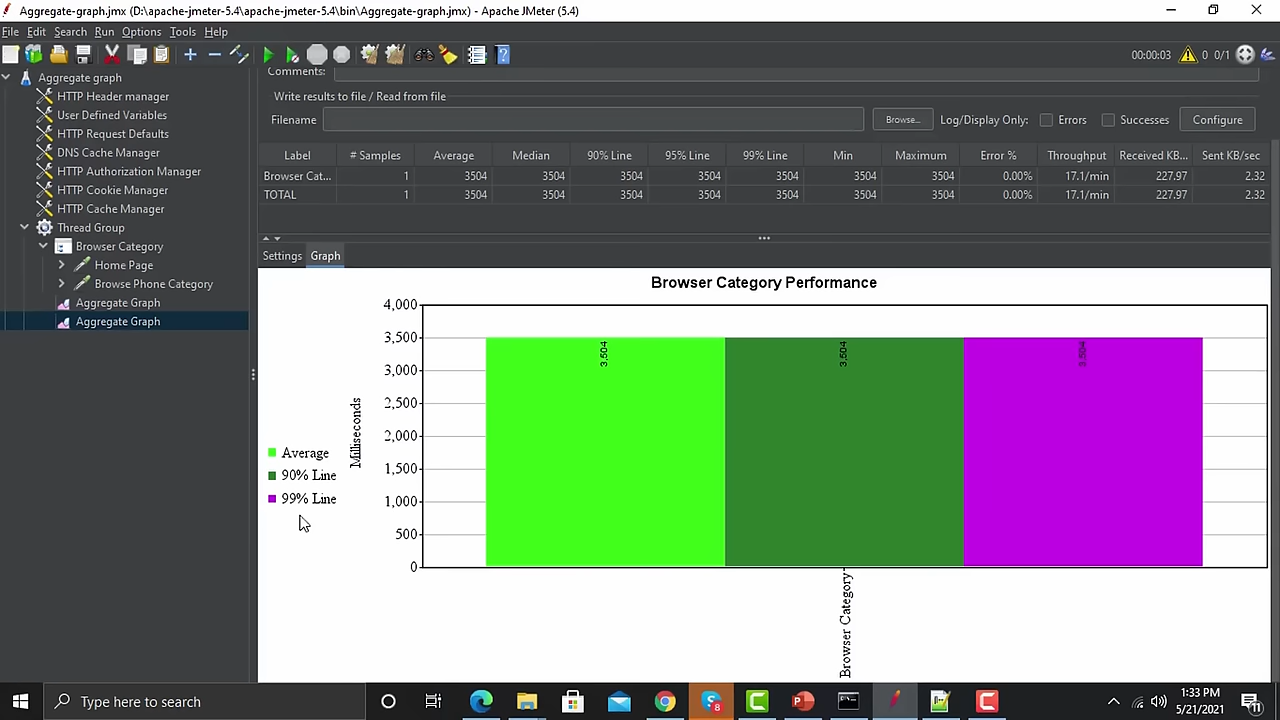 Aggregate-graph.jmx (D:\apache-jmeter-5.4\apache-jmeter-5.4\bin\Aggregate-graph.jmx) - Apache JMeter (5.4)
File Edit Search Run Options Tools Help
00:00:03 0 0/1
Aggregate graph
HTTP Header manager
User Defined Variables
HTTP Request Defaults
DNS Cache Manager
HTTP Authorization Manager
HTTP Cookie Manager
HTTP Cache Manager
Thread Group
Browser Category
Home Page
Browse Phone Category
Aggregate Graph
Aggregate Graph
Comments:
Write results to file / Read from file
Filename Browse... Log/Display Only: Errors Successes Configure
Label # Samples Average Median 90% Line 95% Line 99% Line Min Maximum Error % Throughput Received KB... Sent KB/sec
Browser Cat... 1 3504 3504 3504 3504 3504 3504 3504 0.00% 17.1/min 227.97 2.32
TOTAL 1 3504 3504 3504 3504 3504 3504 3504 0.00% 17.1/min 227.97 2.32
Settings Graph
Browser Category Performance
4,000
3,500
3,000
2,500
2,000
1,500
1,000
500
0
Milliseconds
3,504
3,504
3,504
Average
90% Line
99% Line
Browser Category
Type here to search
8
1:33 PM
5/21/2021
11